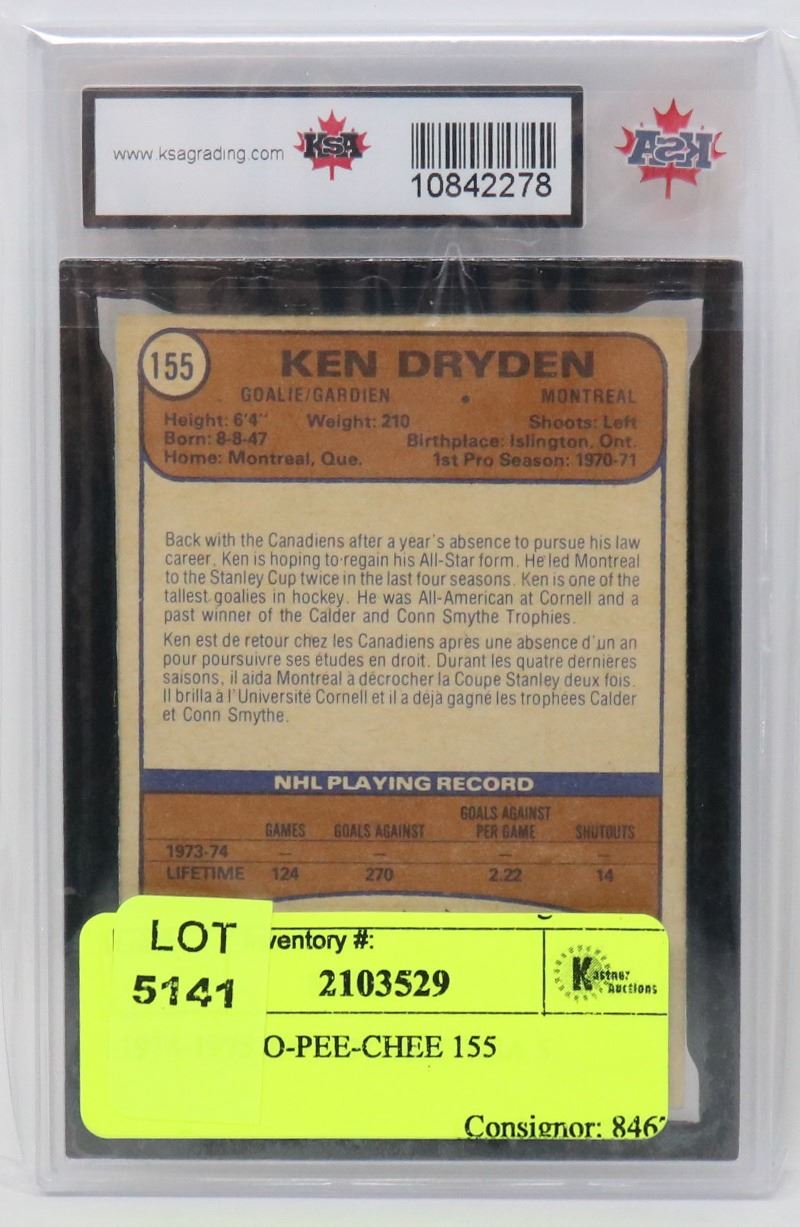 www.ksagrading.com KSA
10842278
KSA
155
KEN DRYDEN
GOALIE/GARDIEN • MONTREAL
Height: 6'4" Weight: 210 Shoots: Left
Born: 8-8-47 Birthplace: Islington, Ont.
Home: Montreal, Que. 1st Pro Season: 1970-71
Back with the Canadiens after a year's absence to pursue his law
career, Ken is hoping to regain his All-Star form. He led Montreal
to the Stanley Cup twice in the last four seasons. Ken is one of the
tallest goalies in hockey. He was All-American at Cornell and a
past winner of the Calder and Conn Smythe Trophies.
Ken est de retour chez les Canadiens après une absence d'un an
pour poursuivre ses études en droit. Durant les quatre dernières
saisons, il aida Montréal à décrocher la Coupe Stanley deux fois.
Il brilla à l'Université Cornell et il a déjà gagné les trophées Calder
et Conn Smythe.
NHL PLAYING RECORD
GAMES GOALS AGAINST GOALS AGAINST PER GAME SHUTOUTS
1973-74 — — — —
LIFETIME 124 270 2.22 14
LOT
5141
ventory #:
2103529
Kastner
Auctions
O-PEE-CHEE 155
Consignor: 846